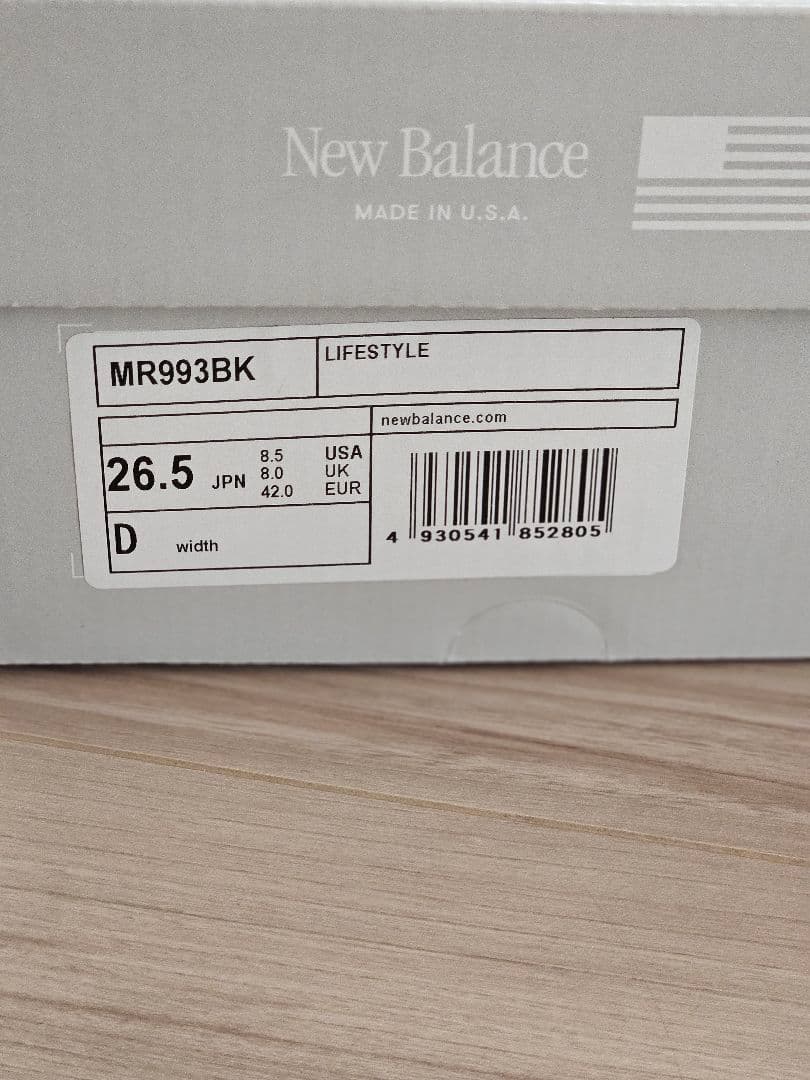 New Balance
MADE IN U.S.A.
MR993BK
LIFESTYLE
newbalance.com
26.5 JPN
8.5 USA
8.0 UK
42.0 EUR
D width
4 930541 852805